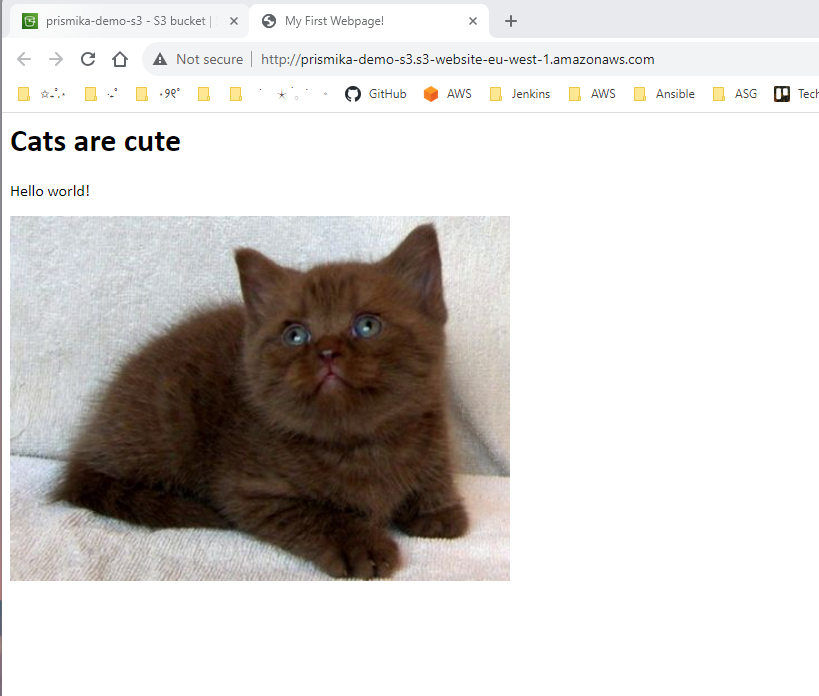 prismika-demo-s3 - S3 bucket |
My First Webpage!
Not secure | http://prismika-demo-s3.s3-website-eu-west-1.amazonaws.com
GitHub AWS Jenkins AWS Ansible ASG Tech
Cats are cute
Hello world!